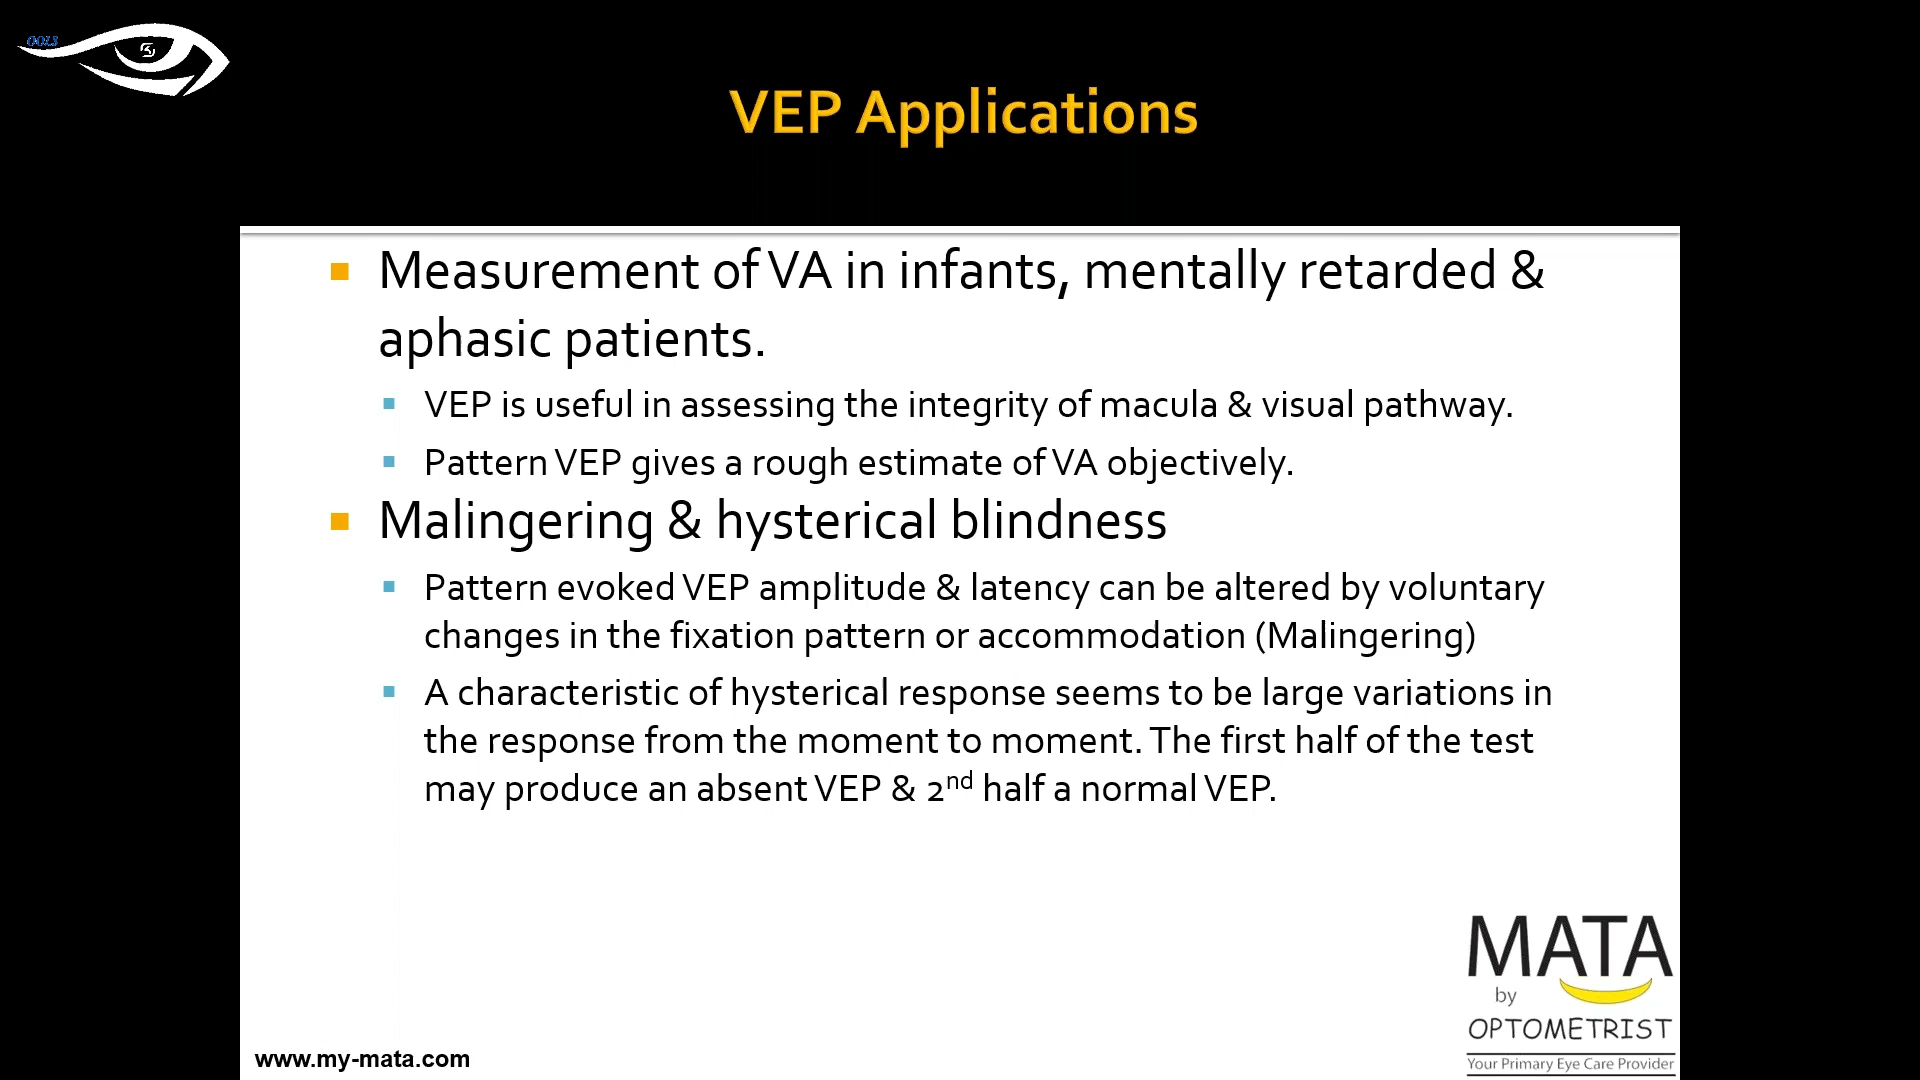 OOLS
VEP Applications
Measurement of VA in infants, mentally retarded &
aphasic patients.
VEP is useful in assessing the integrity of macula & visual pathway.
Pattern VEP gives a rough estimate of VA objectively.
Malingering & hysterical blindness
Pattern evoked VEP amplitude & latency can be altered by voluntary
changes in the fixation pattern or accommodation (Malingering)
A characteristic of hysterical response seems to be large variations in
the response from the moment to moment. The first half of the test
may produce an absent VEP & 2nd half a normal VEP.
MATA
by
OPTOMETRIST
Your Primary Eye Care Provider
www.my-mata.com